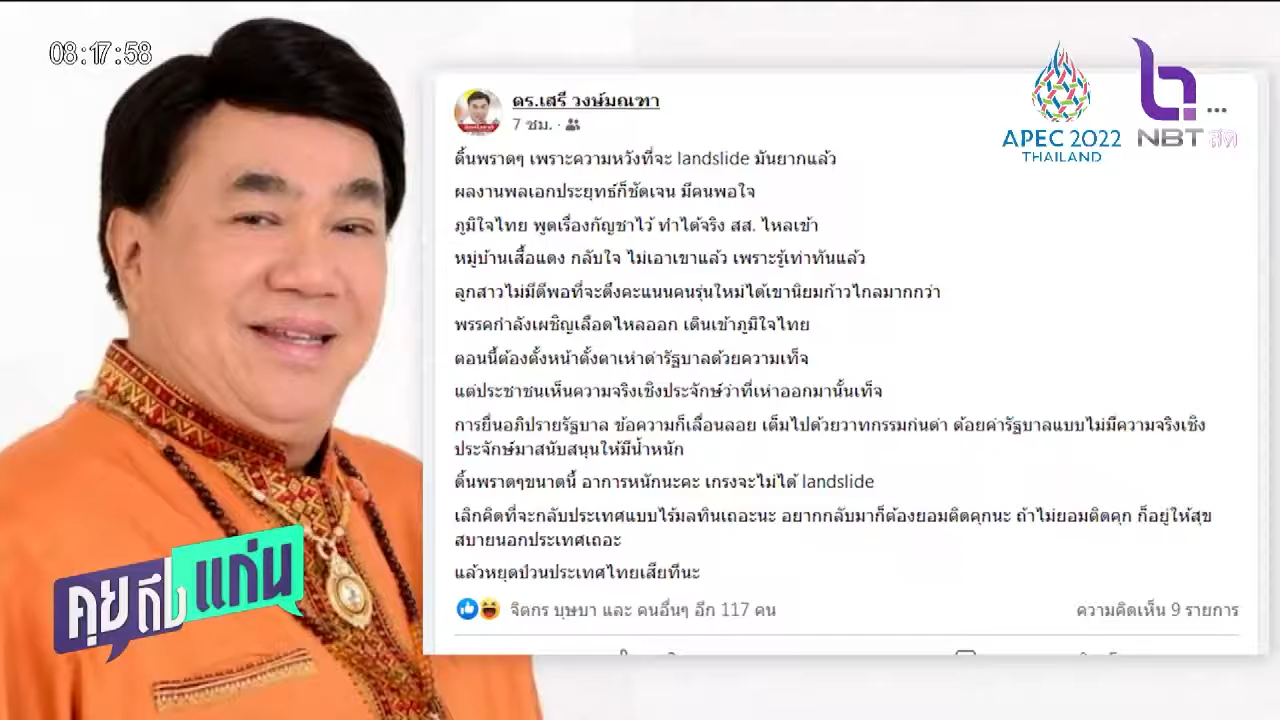 08:17:58
APEC 2022
THAILAND
NBT สด
ดร.เสรี วงษ์มณฑา
7 ชม. ·
ดิ้นพราดๆ เพราะความหวังที่จะ landslide มันยากแล้ว
ผลงานพลเอกประยุทธ์ก็ชัดเจน มีคนพอใจ
ภูมิใจไทย พูดเรื่องกัญชาไว้ ทำได้จริง สส. ไหลเข้า
หมู่บ้านเสื้อแดง กลับใจ ไม่เอาเขาแล้ว เพราะรู้เท่าทันแล้ว
ลูกสาวไม่มีดีพอที่จะดึงคะแนนคนรุ่นใหม่ได้เขานิยมก้าวไกลมากกว่า
พรรคกำลังเผชิญเลือดไหลออก เดินเข้าภูมิใจไทย
ตอนนี้ต้องตั้งหน้าตั้งตาเห่าด่ารัฐบาลด้วยความเท็จ
แต่ประชาชนเห็นความจริงเชิงประจักษ์ว่าที่เห่าออกมานั้นเท็จ
การยื่นอภิปรายรัฐบาล ข้อความก็เลื่อนลอย เต็มไปด้วยวาทกรรมก่นด่า ด้อยค่ารัฐบาลแบบไม่มีความจริงเชิง
ประจักษ์มาสนับสนุนให้มีน้ำหนัก
ดิ้นพราดๆขนาดนี้ อาการหนักนะคะ เกรงจะไม่ได้ landslide
เลิกคิดที่จะกลับประเทศแบบไร้มลทินเถอะนะ อยากกลับมาก็ต้องยอมติดคุกนะ ถ้าไม่ยอมติดคุก ก็อยู่ให้สุข
สบายนอกประเทศเถอะ
แล้วหยุดป่วนประเทศไทยเสียทีนะ
จิตกร บุษบา และ คนอื่นๆ อีก 117 คน
ความคิดเห็น 9 รายการ
คุยถึงแก่น